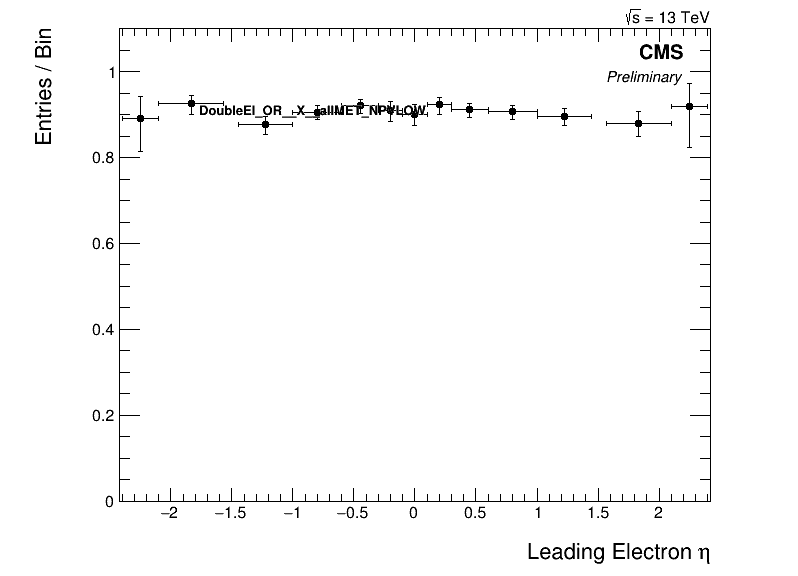 √s = 13 TeV
CMS
Preliminary
Entries / Bin
DoubleEl_OR__X__allMET_NPVLOW
1
0.8
0.6
0.4
0.2
0
−2 −1.5 −1 −0.5 0 0.5 1 1.5 2
Leading Electron η